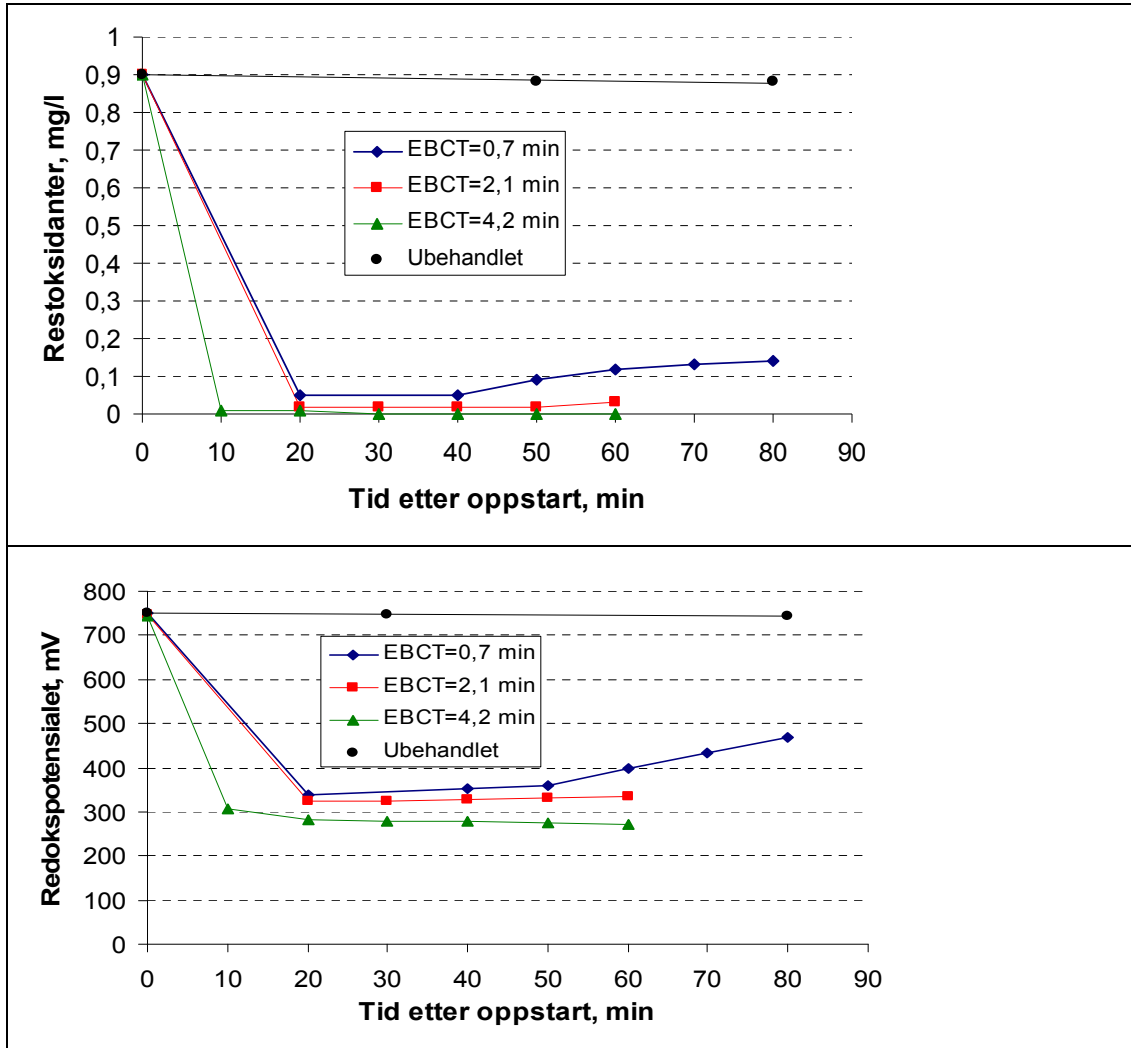 Restoksidanter, mg/l
1
0,9
0,8
0,7
0,6
0,5
0,4
0,3
0,2
0,1
0
EBCT=0,7 min
EBCT=2,1 min
EBCT=4,2 min
Ubehandlet
0 10 20 30 40 50 60 70 80 90
Tid etter oppstart, min
Redokspotensialet, mV
800
700
600
500
400
300
200
100
0
EBCT=0,7 min
EBCT=2,1 min
EBCT=4,2 min
Ubehandlet
0 10 20 30 40 50 60 70 80 90
Tid etter oppstart, min